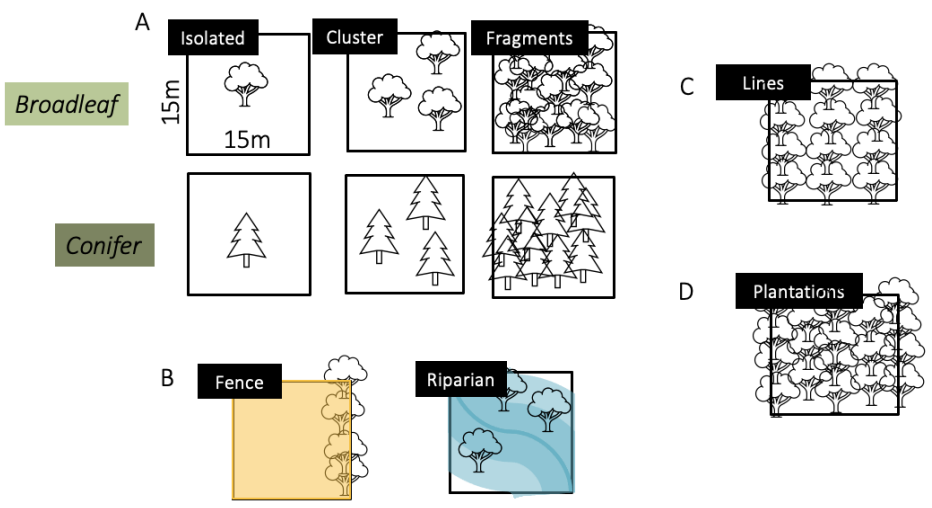 A
Isolated
Cluster
Fragments
Broadleaf
15m
15m
Conifer
B
Fence
Riparian
C
Lines
D
Plantations